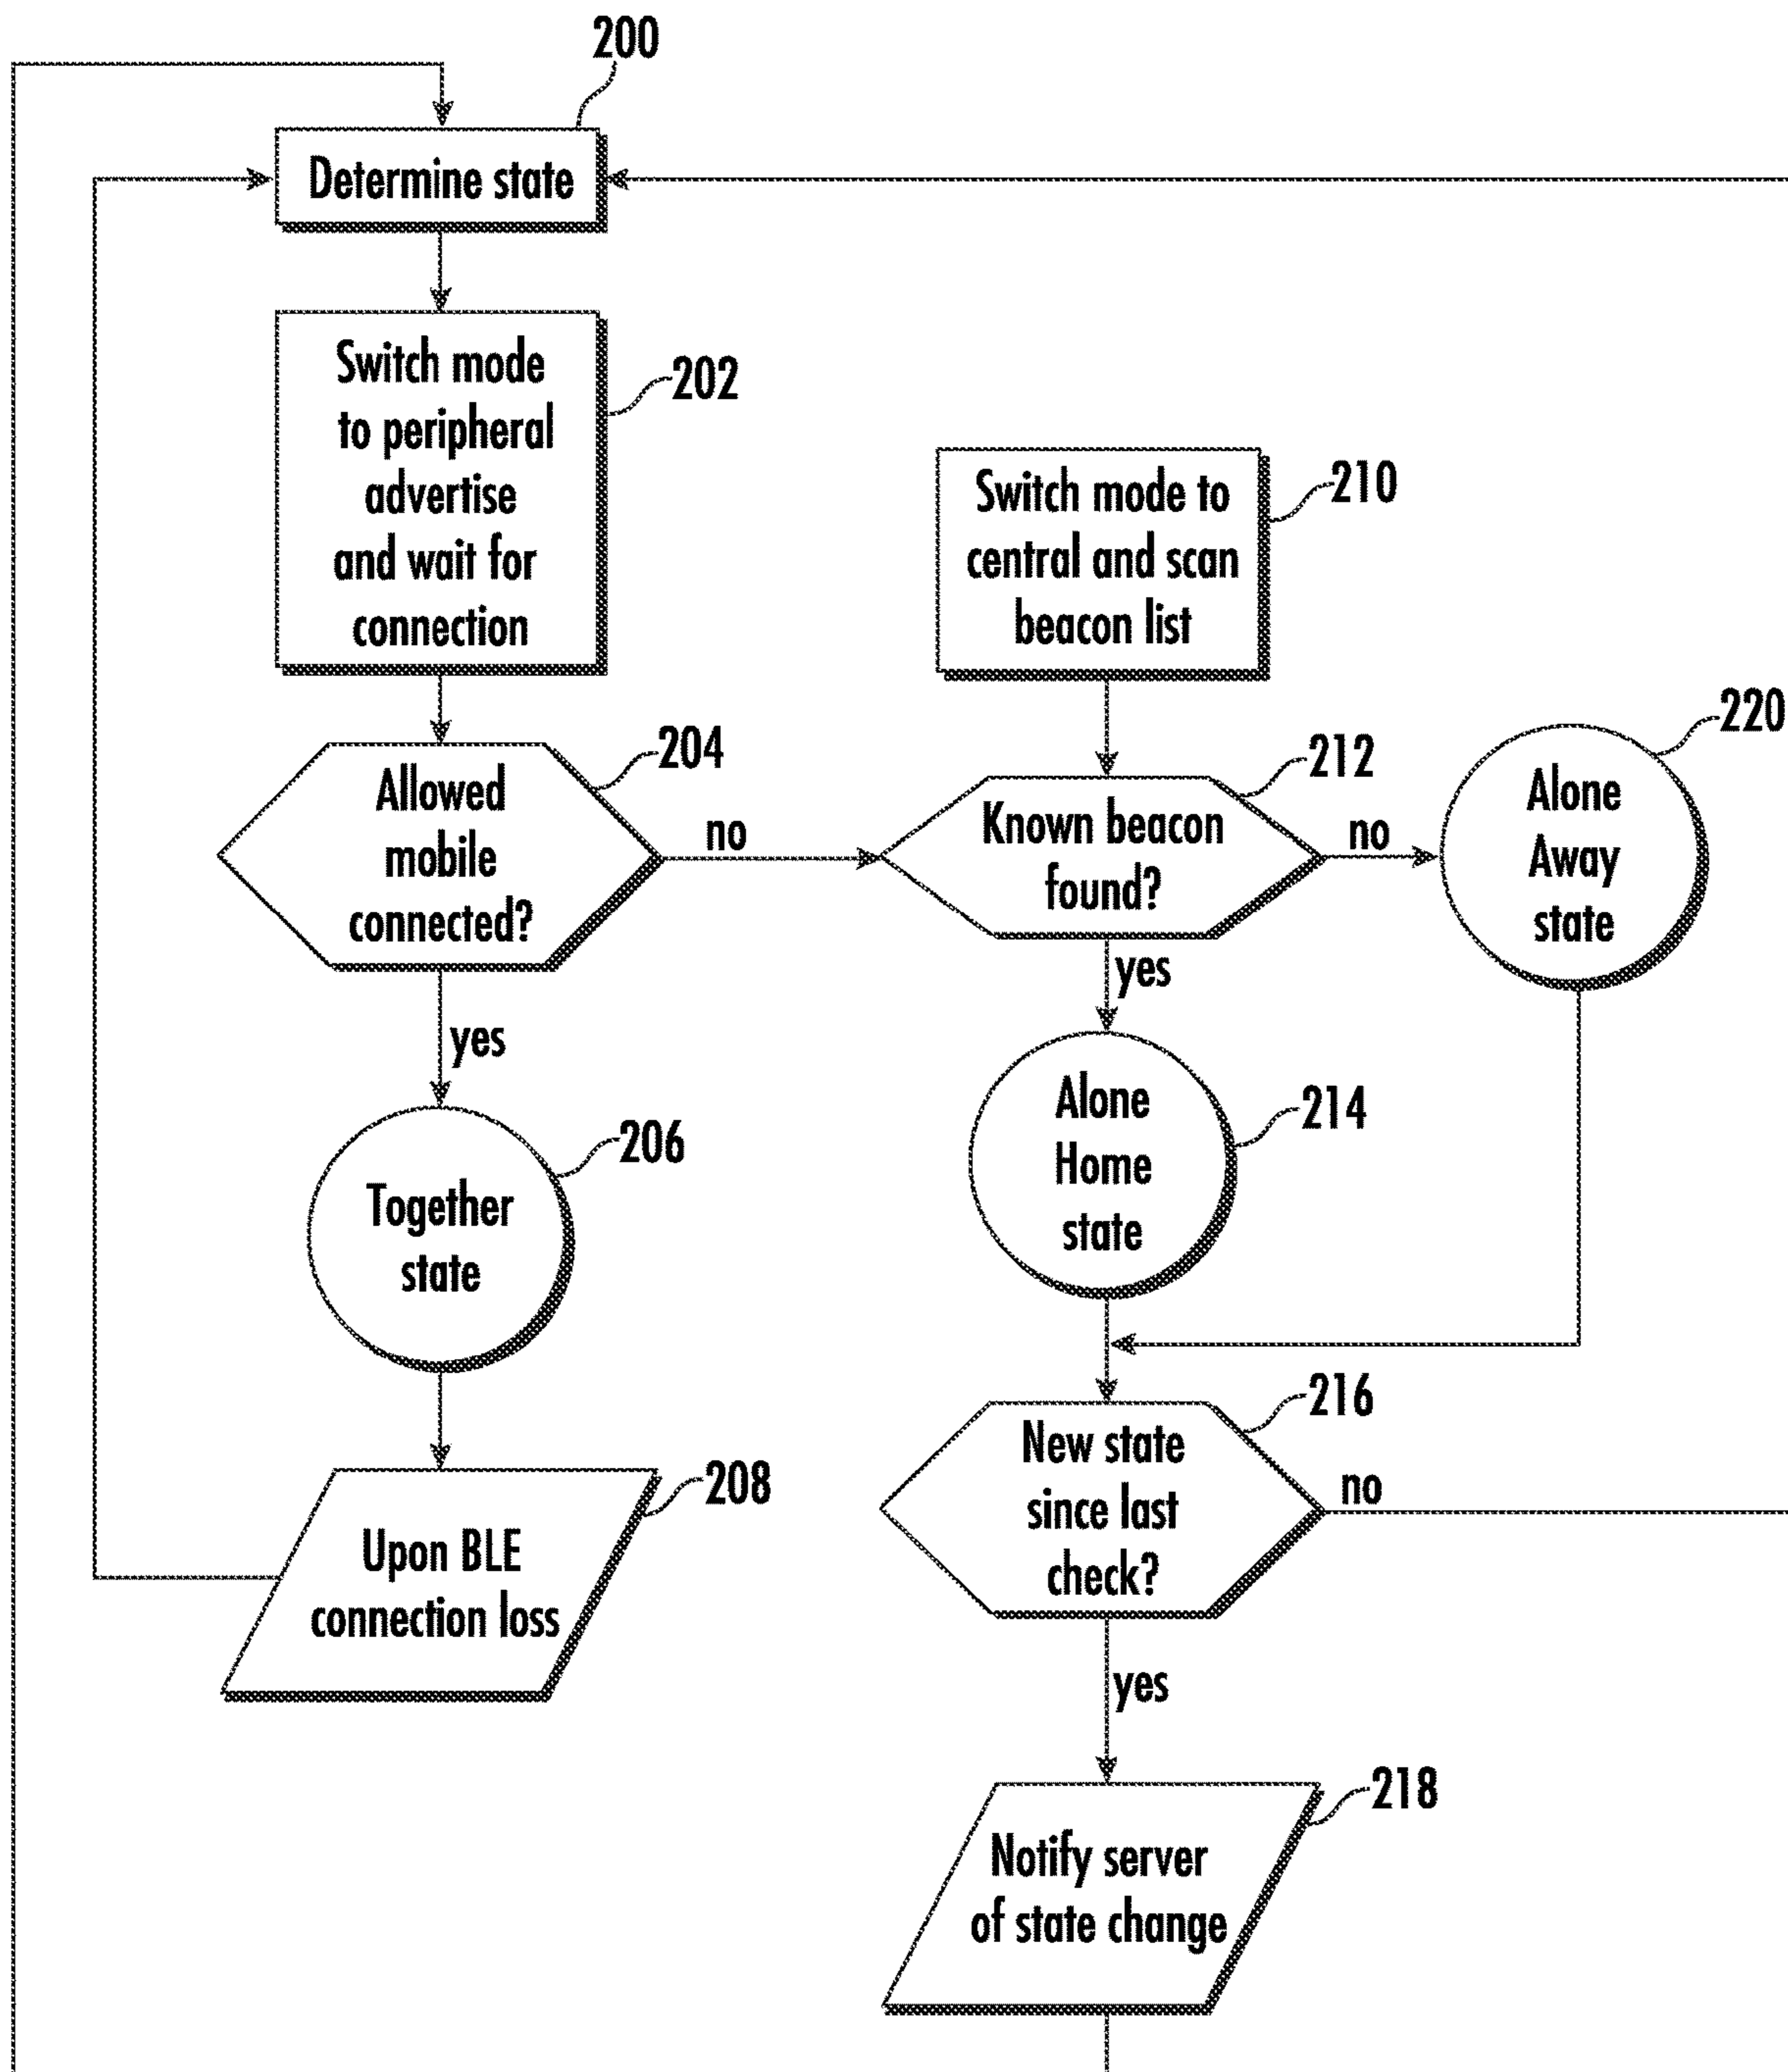 200
Determine state
Switch mode
to peripheral
advertise
and wait for
connection
202
Switch mode to
central and scan
beacon list
210
Allowed
mobile
connected?
204
no
Known beacon
found?
212
no
Alone
Away
state
220
yes
yes
Together
state
206
Alone
Home
state
214
Upon BLE
connection loss
208
New state
since last
check?
216
no
yes
Notify server
of state change
218